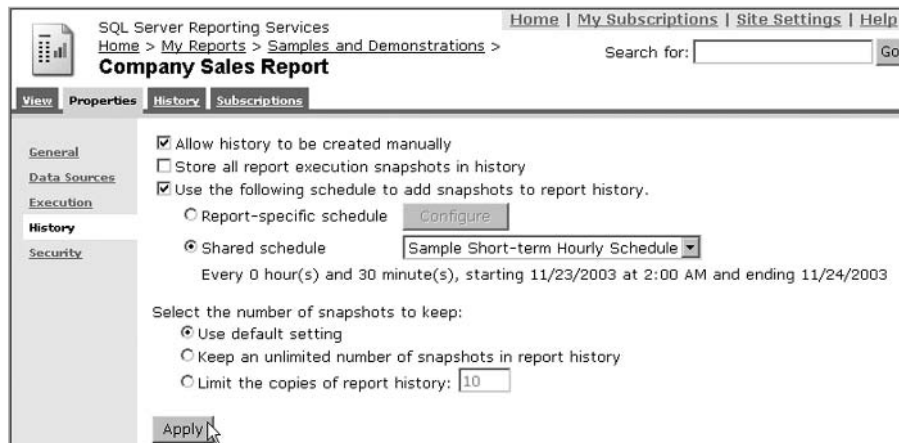 SQL Server Reporting Services
Home | My Subscriptions | Site Settings | Help
Home > My Reports > Samples and Demonstrations >
Search for: Go
Company Sales Report
View Properties History Subscriptions
General
Data Sources
Execution
History
Security
Allow history to be created manually
Store all report execution snapshots in history
Use the following schedule to add snapshots to report history.
Report-specific schedule Configure
Shared schedule Sample Short-term Hourly Schedule
Every 0 hour(s) and 30 minute(s), starting 11/23/2003 at 2:00 AM and ending 11/24/2003
Select the number of snapshots to keep:
Use default setting
Keep an unlimited number of snapshots in report history
Limit the copies of report history: 10
Apply